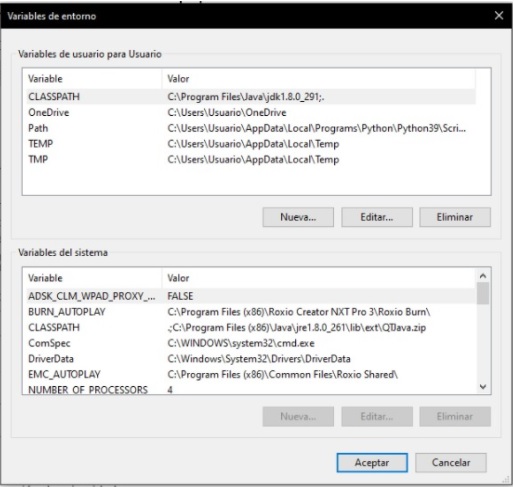 Variables de entorno
Variables de usuario para Usuario
Variable Valor
CLASSPATH C:\Program Files\Java\jdk1.8.0_291;.
OneDrive C:\Users\Usuario\OneDrive
Path C:\Users\Usuario\AppData\Local\Programs\Python\Python39\Scri...
TEMP C:\Users\Usuario\AppData\Local\Temp
TMP C:\Users\Usuario\AppData\Local\Temp
Nueva... Editar... Eliminar
Variables del sistema
Variable Valor
ADSK_CLM_WPAD_PROXY_... FALSE
BURN_AUTOPLAY C:\Program Files (x86)\Roxio Creator NXT Pro 3\Roxio Burn\
CLASSPATH .;C:\Program Files (x86)\Java\jre1.8.0_261\lib\ext\QTJava.zip
ComSpec C:\WINDOWS\system32\cmd.exe
DriverData C:\Windows\System32\Drivers\DriverData
EMC_AUTOPLAY C:\Program Files (x86)\Common Files\Roxio Shared\
NUMBER_OF_PROCESSORS 4
Nueva... Editar... Eliminar
Aceptar Cancelar